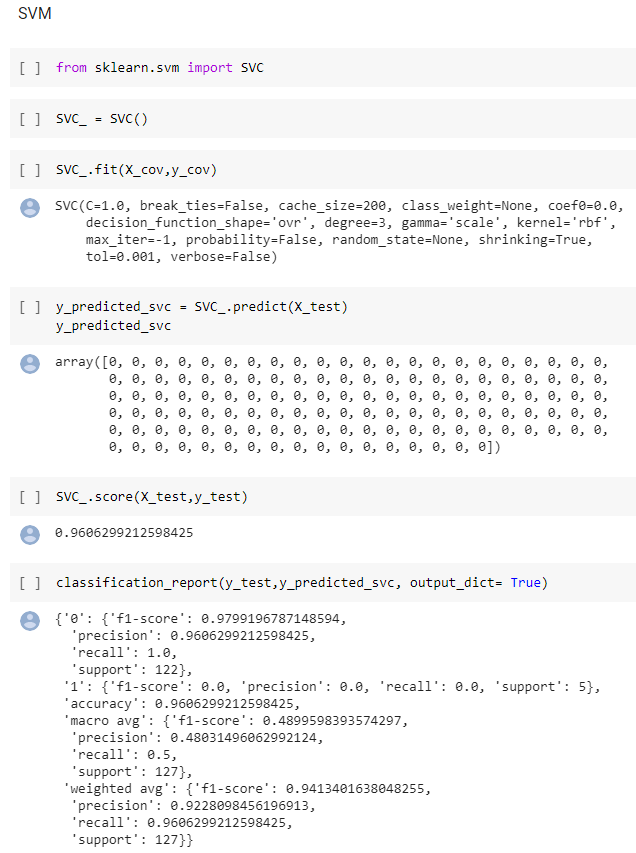 SVM
[ ] from sklearn.svm import SVC
[ ] SVC_ = SVC()
[ ] SVC_.fit(X_cov,y_cov)
SVC(C=1.0, break_ties=False, cache_size=200, class_weight=None, coef0=0.0,
decision_function_shape='ovr', degree=3, gamma='scale', kernel='rbf',
max_iter=-1, probability=False, random_state=None, shrinking=True,
tol=0.001, verbose=False)
[ ] y_predicted_svc = SVC_.predict(X_test)
y_predicted_svc
array([0, 0, 0, 0, 0, 0, 0, 0, 0, 0, 0, 0, 0, 0, 0, 0, 0, 0, 0, 0, 0, 0,
0, 0, 0, 0, 0, 0, 0, 0, 0, 0, 0, 0, 0, 0, 0, 0, 0, 0, 0, 0, 0, 0,
0, 0, 0, 0, 0, 0, 0, 0, 0, 0, 0, 0, 0, 0, 0, 0, 0, 0, 0, 0, 0, 0,
0, 0, 0, 0, 0, 0, 0, 0, 0, 0, 0, 0, 0, 0, 0, 0, 0, 0, 0, 0, 0, 0,
0, 0, 0, 0, 0, 0, 0, 0, 0, 0, 0, 0, 0, 0, 0, 0, 0, 0, 0, 0, 0, 0,
0, 0, 0, 0, 0, 0, 0, 0, 0, 0, 0, 0, 0, 0, 0, 0, 0])
[ ] SVC_.score(X_test,y_test)
0.9606299212598425
[ ] classification_report(y_test,y_predicted_svc, output_dict= True)
{'0': {'f1-score': 0.9799196787148594,
'precision': 0.9606299212598425,
'recall': 1.0,
'support': 122},
'1': {'f1-score': 0.0, 'precision': 0.0, 'recall': 0.0, 'support': 5},
'accuracy': 0.9606299212598425,
'macro avg': {'f1-score': 0.4899598393574297,
'precision': 0.48031496062992124,
'recall': 0.5,
'support': 127},
'weighted avg': {'f1-score': 0.9413401638048255,
'precision': 0.9228098456196913,
'recall': 0.9606299212598425,
'support': 127}}